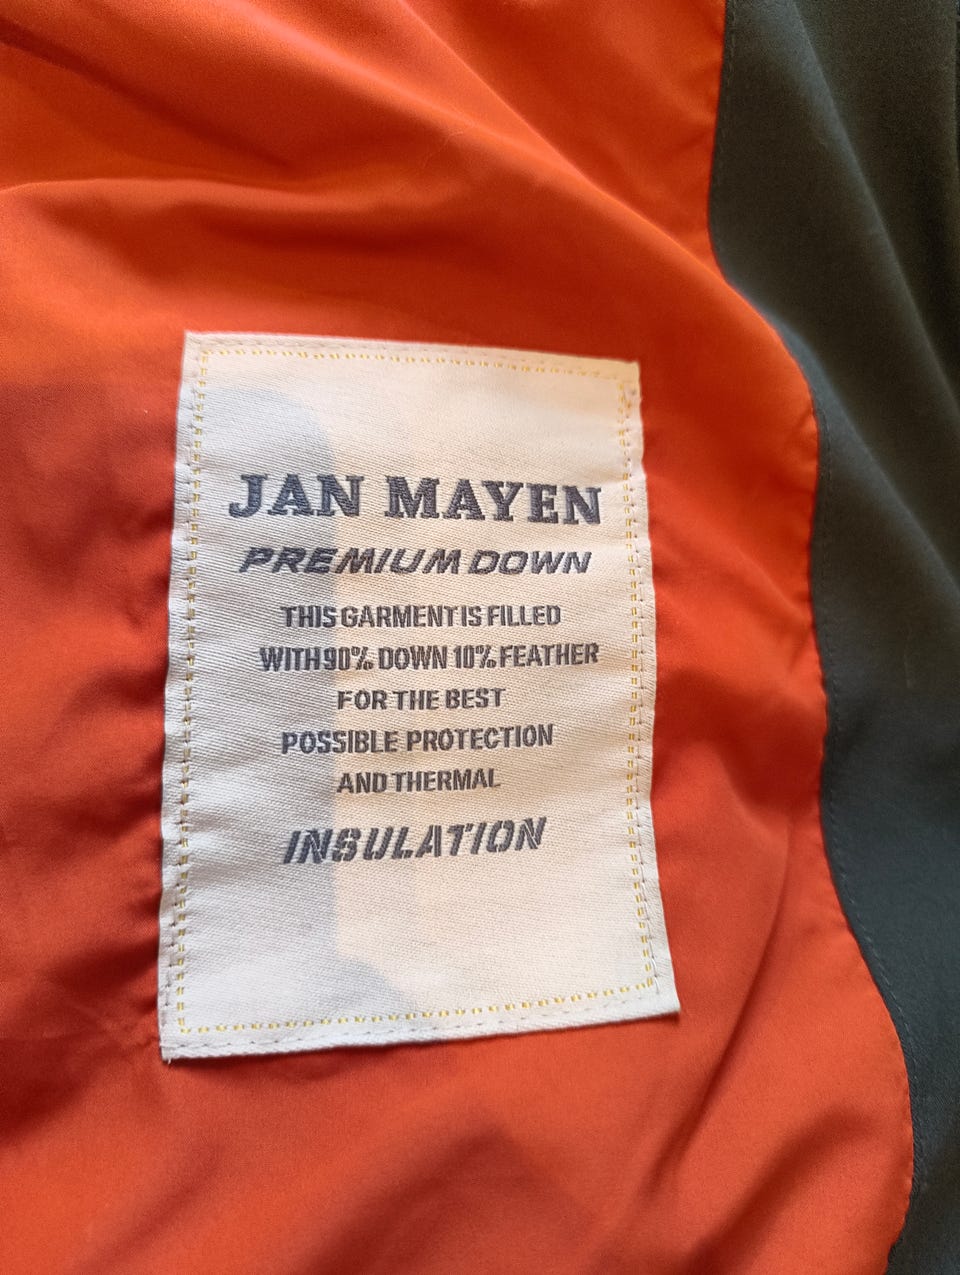 JAN MAYEN
PREMIUM DOWN
THIS GARMENT IS FILLED
WITH 90% DOWN 10% FEATHER
FOR THE BEST
POSSIBLE PROTECTION
AND THERMAL
INSULATION